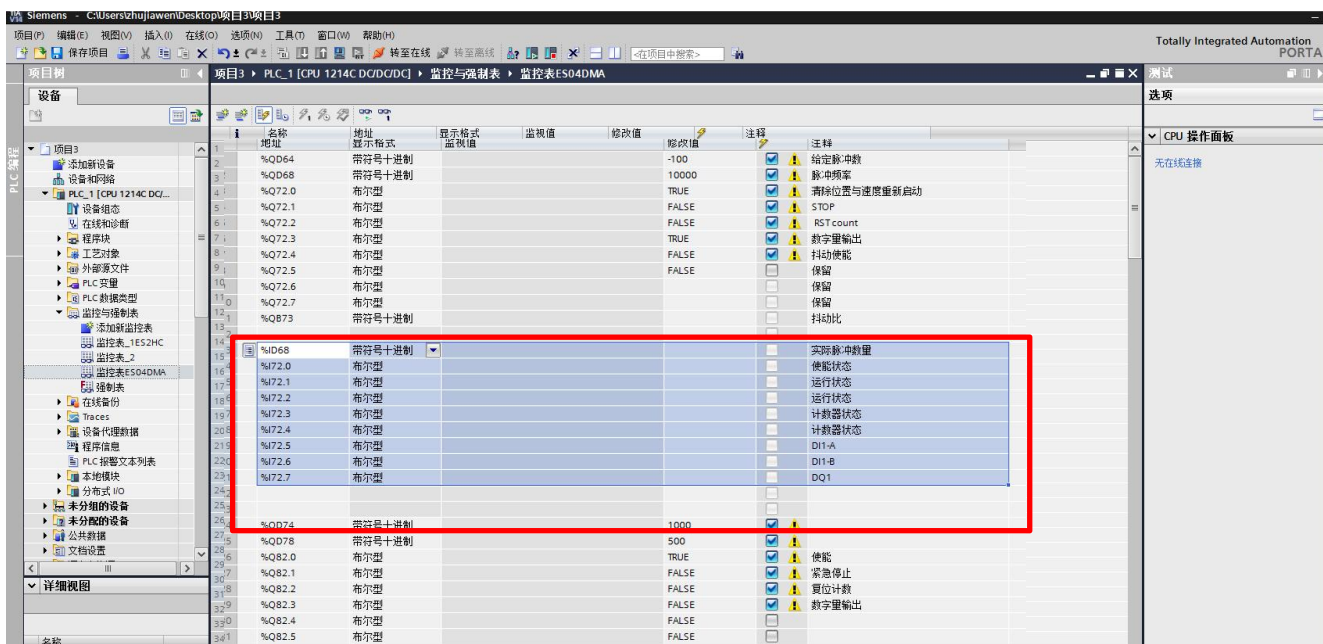 Siemens - C:\Users\zhujiawen\Desktop\项目3\项目3
项目(P) 编辑(E) 视图(V) 插入(I) 在线(O) 选项(N) 工具(T) 窗口(W) 帮助(H)
Totally Integrated Automation
PORTA
保存项目 转至在线 转至离线 <在项目中搜索>
项目树
项目3 PLC_1 [CPU 1214C DC/DC/DC] 监控与强制表 监控表ES04DMA
测试
设备
选项
CPU 操作面板
无在线连接
PLC 编程
项目3
添加新设备
设备和网络
PLC_1 [CPU 1214C DC/...
设备组态
在线和诊断
程序块
工艺对象
外部源文件
PLC 变量
PLC 数据类型
监控与强制表
添加新监控表
监控表_1ES2HC
监控表_2
监控表ES04DMA
强制表
在线备份
Traces
设备代理数据
程序信息
PLC 报警文本列表
本地模块
分布式 I/O
未分组的设备
未分配的设备
公共数据
文档设置
详细视图
名称
i 名称 地址 显示格式 监视值 修改值 注释
地址 显示格式 监视值 修改值 注释
%QD64 带符号十进制 -100 给定脉冲数
%QD68 带符号十进制 10000 脉冲频率
%Q72.0 布尔型 TRUE 清除位置与速度重新启动
%Q72.1 布尔型 FALSE STOP
%Q72.2 布尔型 FALSE RST count
%Q72.3 布尔型 TRUE 数字量输出
%Q72.4 布尔型 FALSE 抖动使能
%Q72.5 布尔型 FALSE 保留
%Q72.6 布尔型 保留
%Q72.7 布尔型 保留
%QB73 带符号十进制 抖动比
%ID68 带符号十进制 实际脉冲数里
%I72.0 布尔型 使能状态
%I72.1 布尔型 运行状态
%I72.2 布尔型 运行状态
%I72.3 布尔型 计数器状态
%I72.4 布尔型 计数器状态
%I72.5 布尔型 DI1-A
%I72.6 布尔型 DI1-B
%I72.7 布尔型 DQ1
%QD74 带符号十进制 1000
%QD78 带符号十进制 500
%Q82.0 布尔型 TRUE 使能
%Q82.1 布尔型 FALSE 紧急停止
%Q82.2 布尔型 FALSE 复位计数
%Q82.3 布尔型 FALSE 数字量输出
%Q82.4 布尔型 FALSE
%Q82.5 布尔型 FALSE